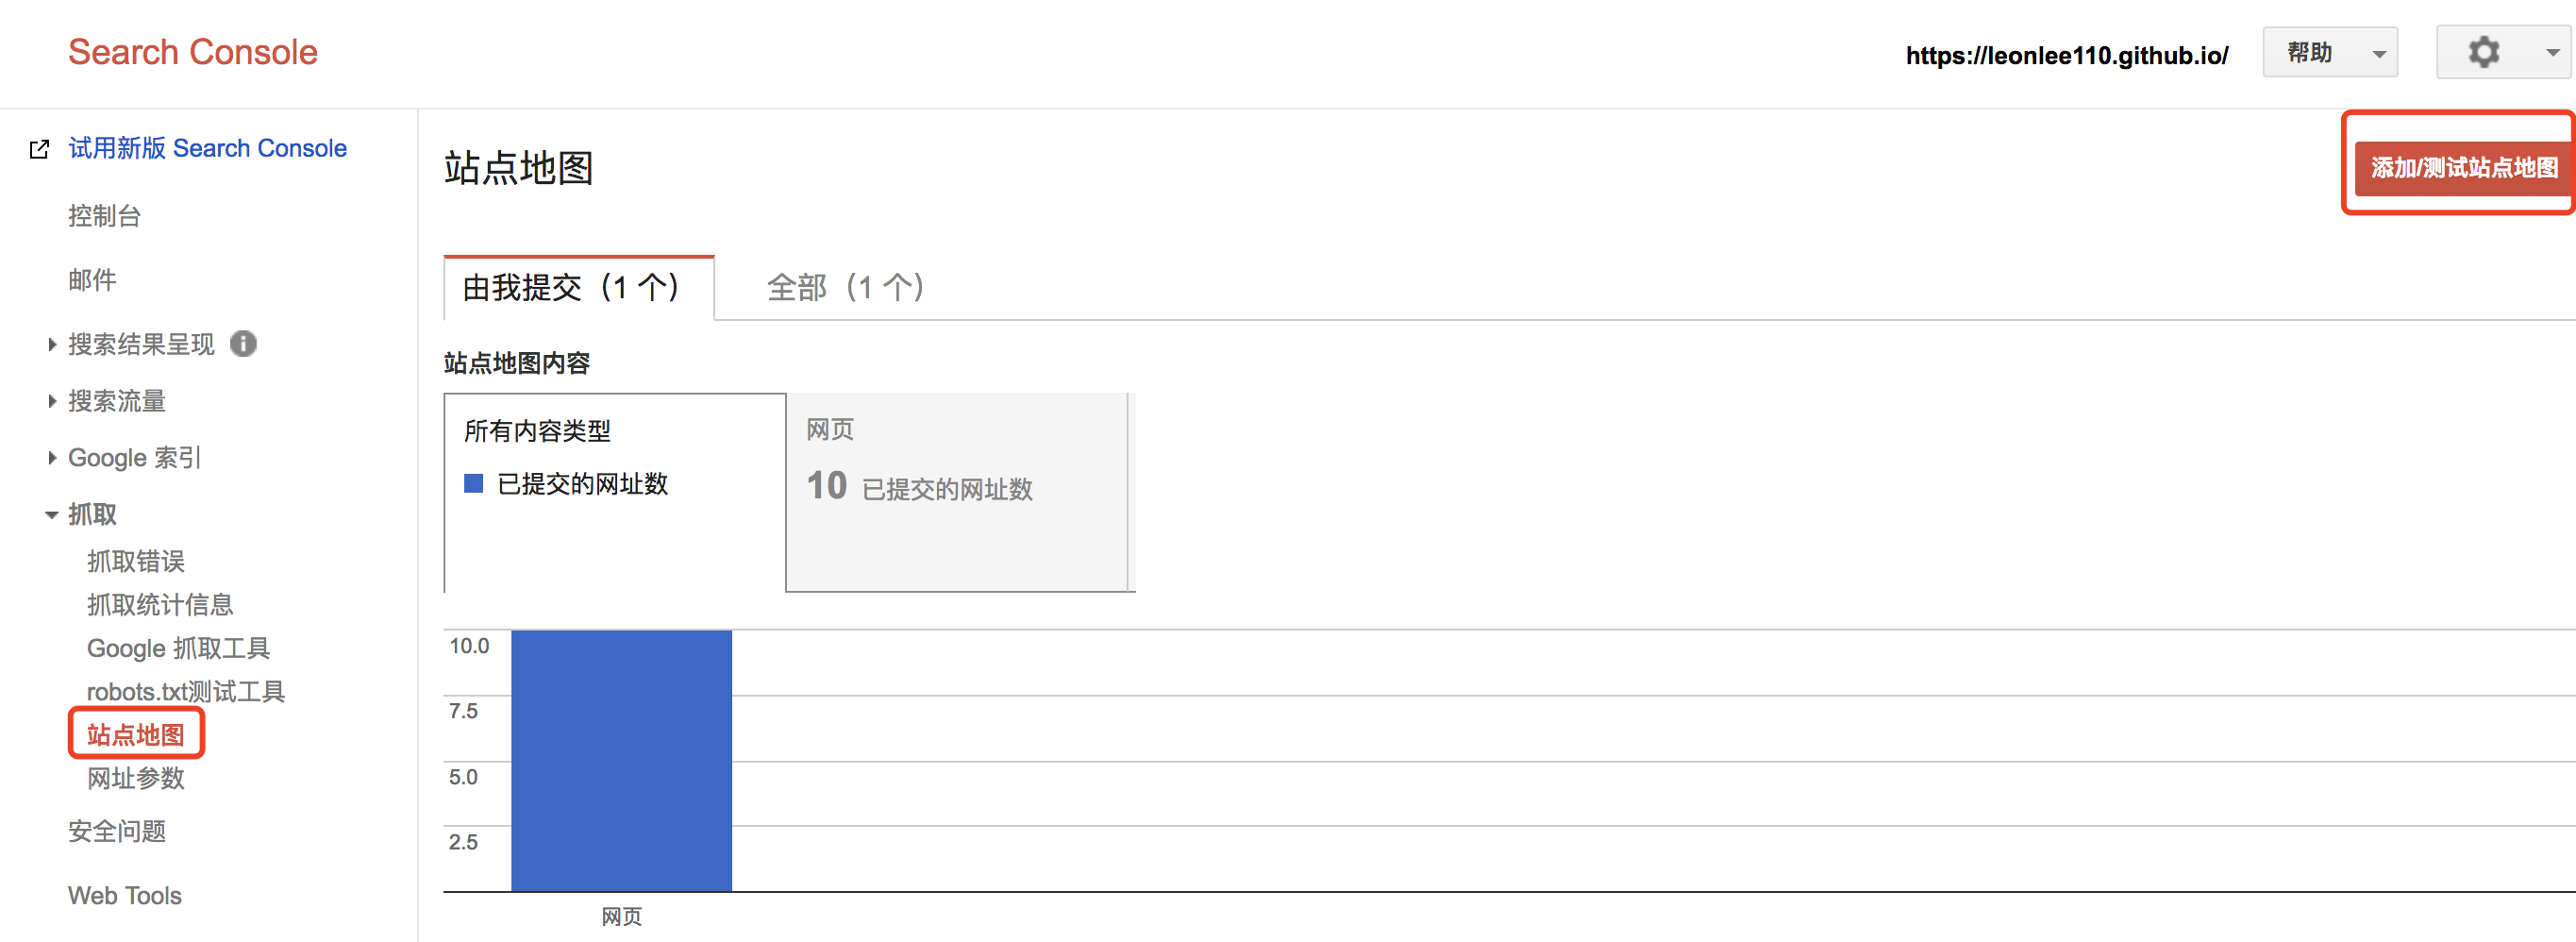 Search Console
https://leonlee110.github.io/
帮助
试用新版 Search Console
控制台
邮件
搜索结果呈现
搜索流量
Google 索引
抓取
抓取错误
抓取统计信息
Google 抓取工具
robots.txt测试工具
站点地图
网址参数
安全问题
Web Tools
站点地图
添加/测试站点地图
由我提交（1 个）
全部（1 个）
站点地图内容
所有内容类型
已提交的网址数
网页
10 已提交的网址数
10.0
7.5
5.0
2.5
网页